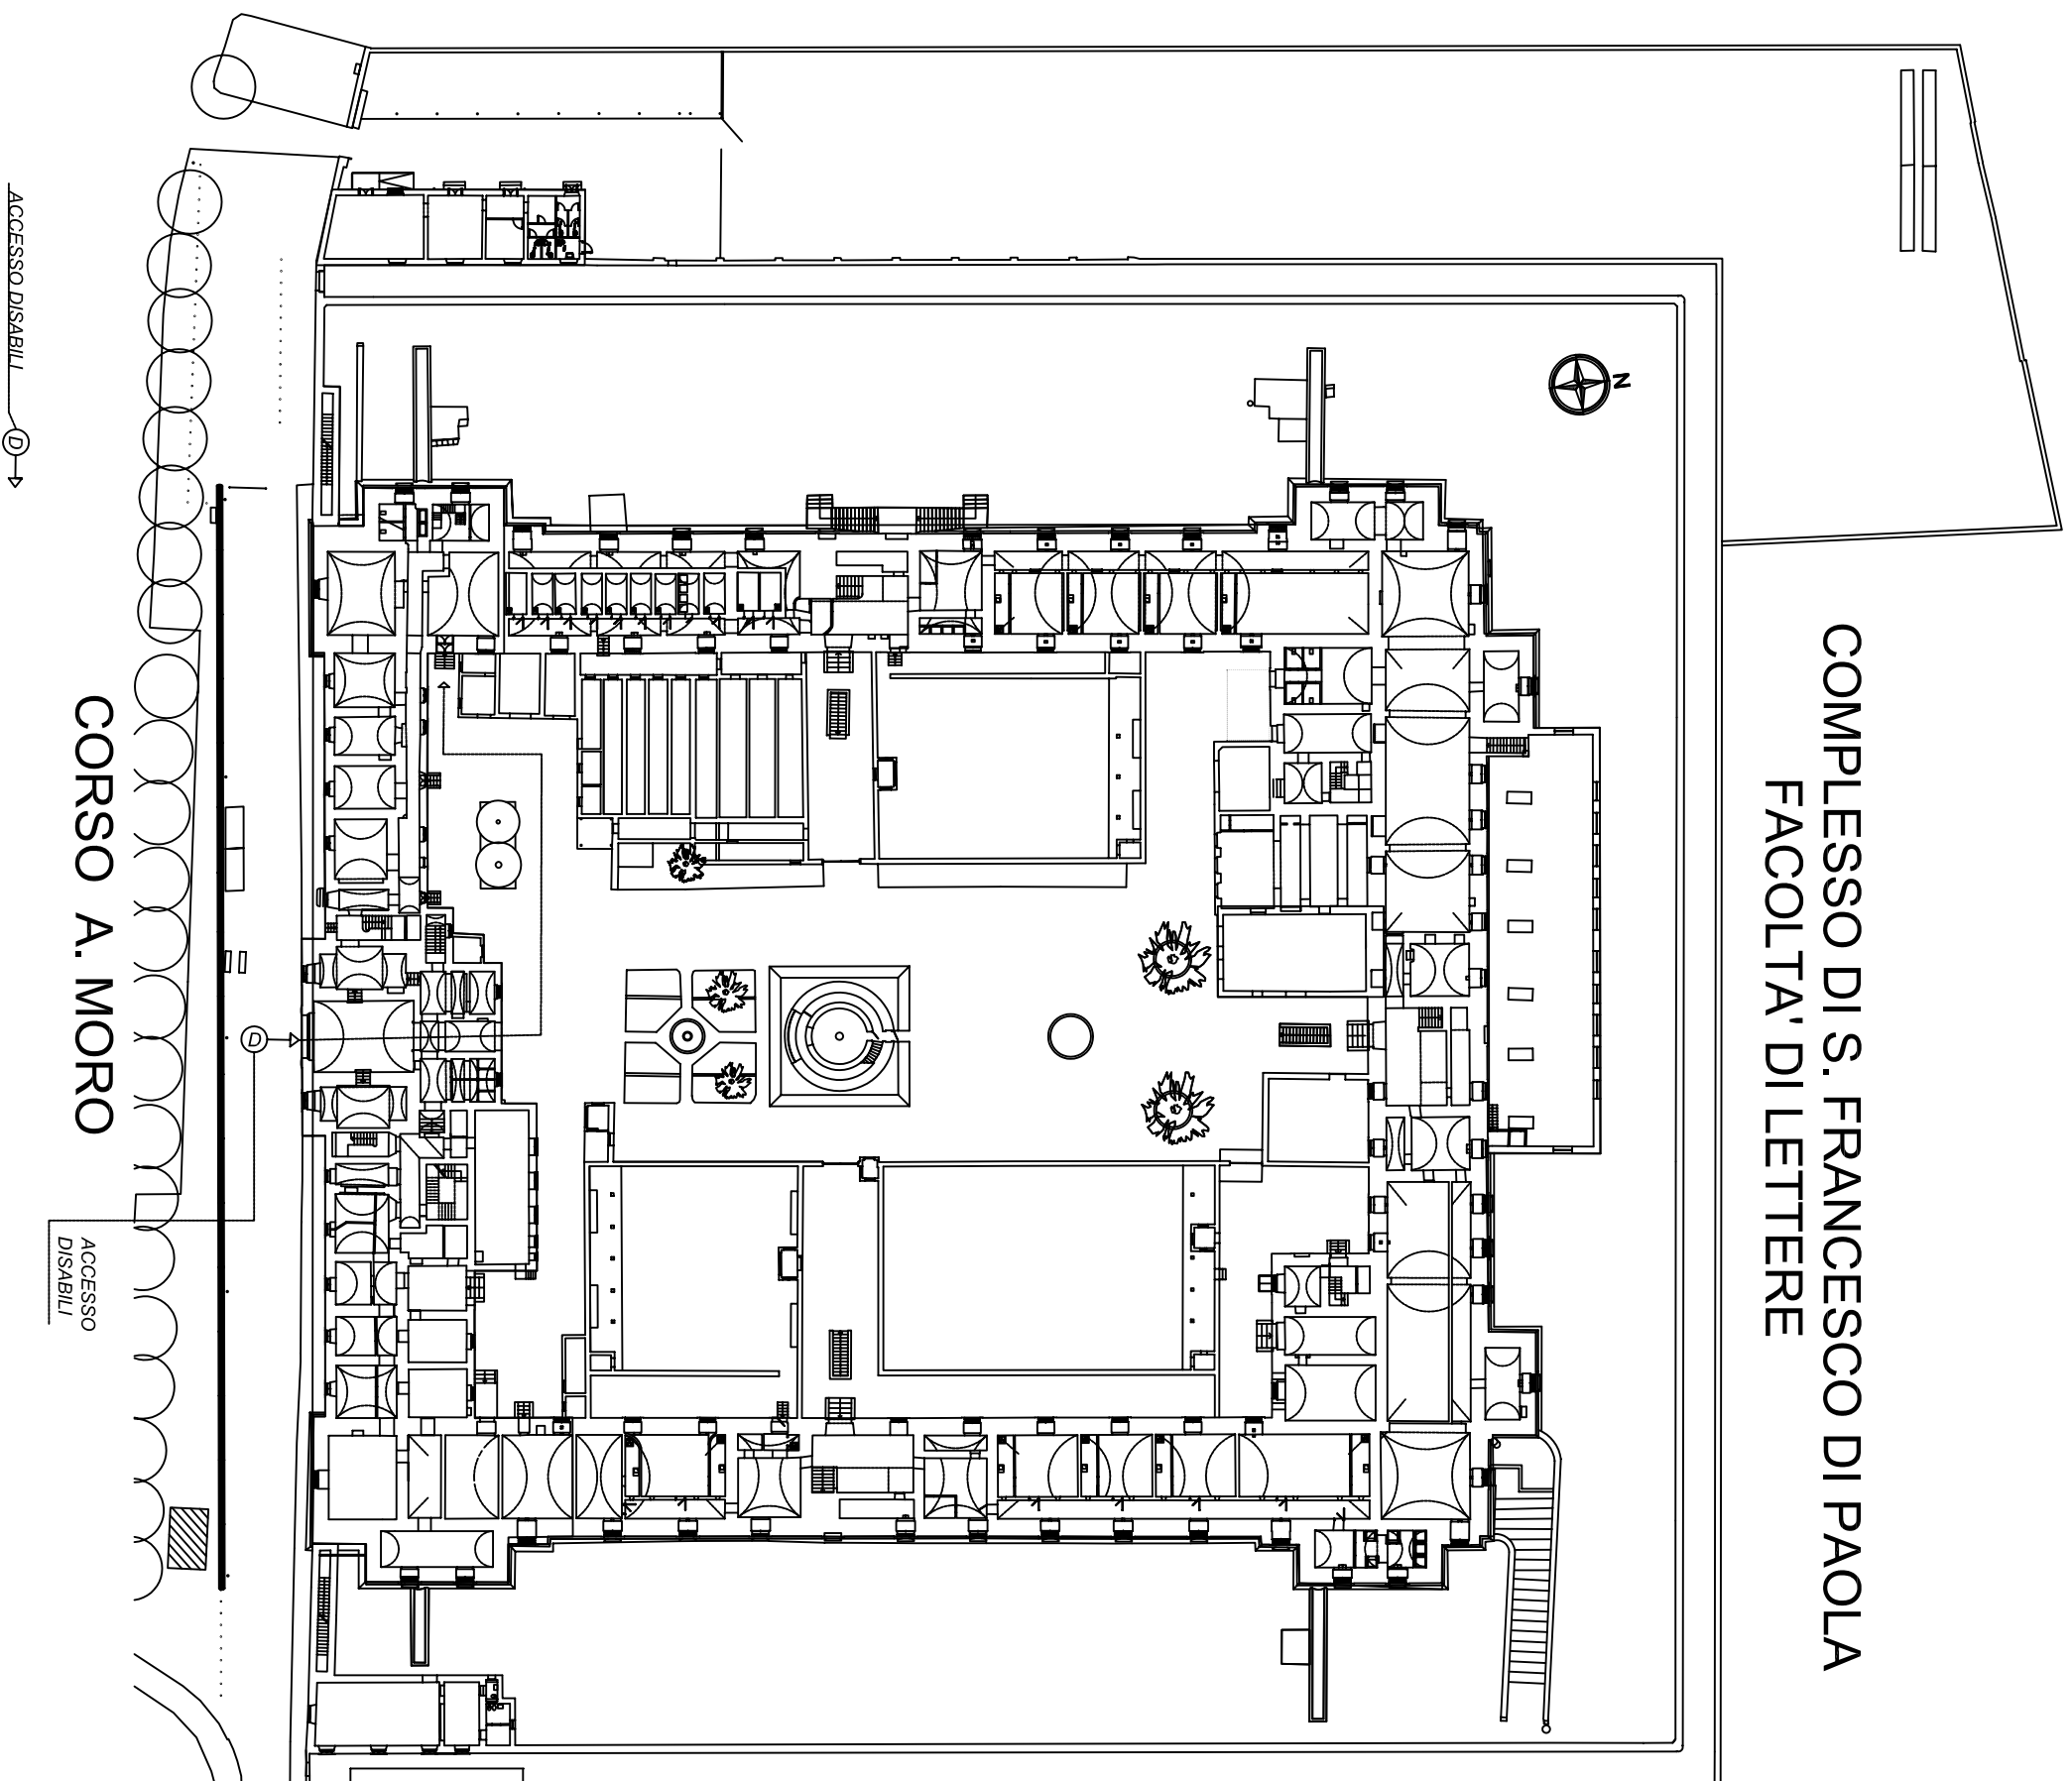 COMPLESSO DI S. FRANCESCO DI PAOLA
FACOLTA' DI LETTERE
N
CORSO A. MORO
D
ACCESSO
DISABILI
ACCESSO DISABILI
D